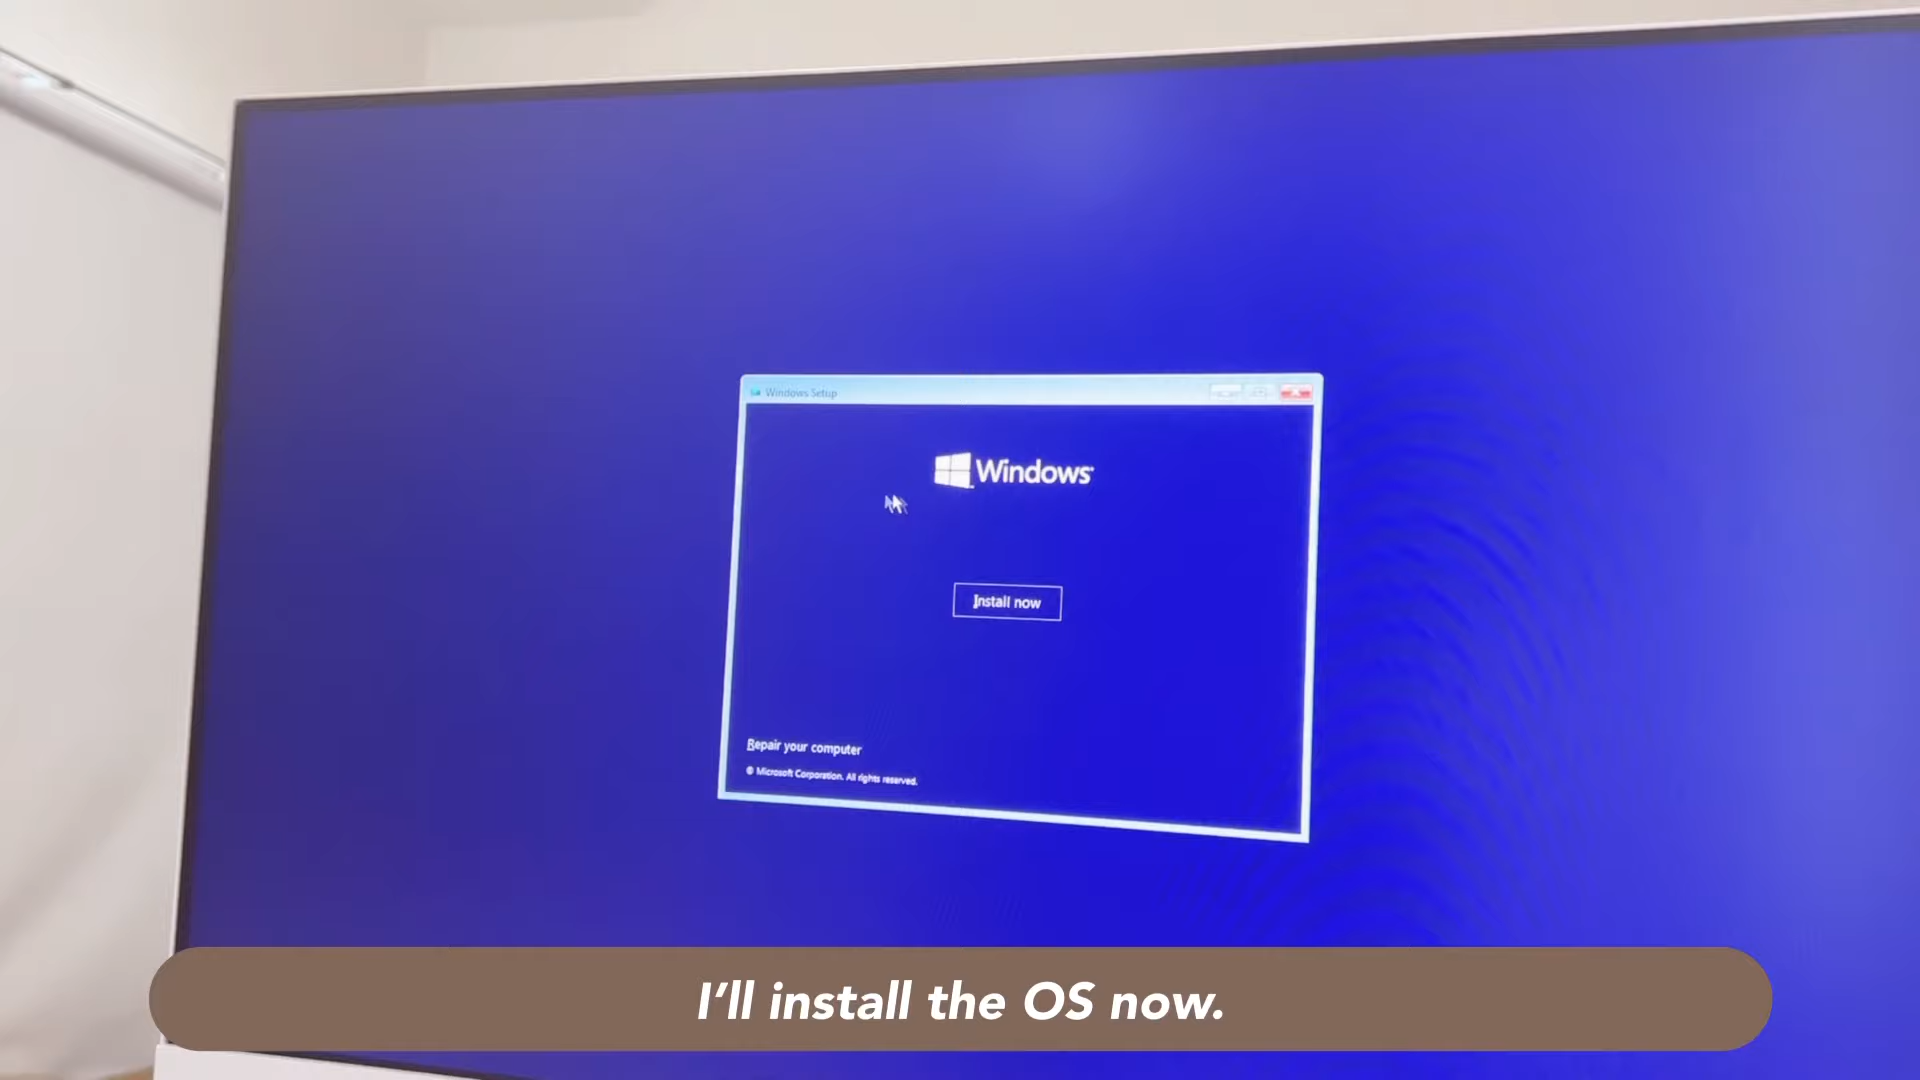 Windows Setup
Windows
Install now
Repair your computer
© Microsoft Corporation. All rights reserved.
I’ll install the OS now.